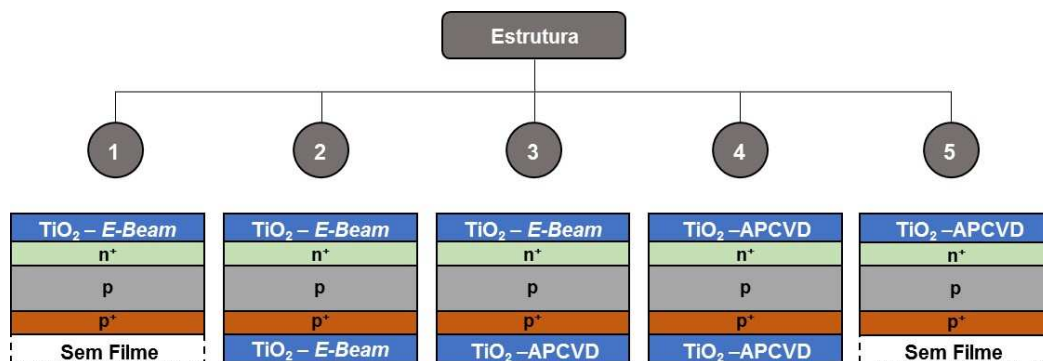 Estrutura
1 2 3 4 5
TiO₂ – E-Beam TiO₂ – E-Beam TiO₂ – E-Beam TiO₂ –APCVD TiO₂ –APCVD
n⁺ n⁺ n⁺ n⁺ n⁺
p p p p p
p⁺ p⁺ p⁺ p⁺ p⁺
Sem Filme TiO₂ – E-Beam TiO₂ –APCVD TiO₂ –APCVD Sem Filme